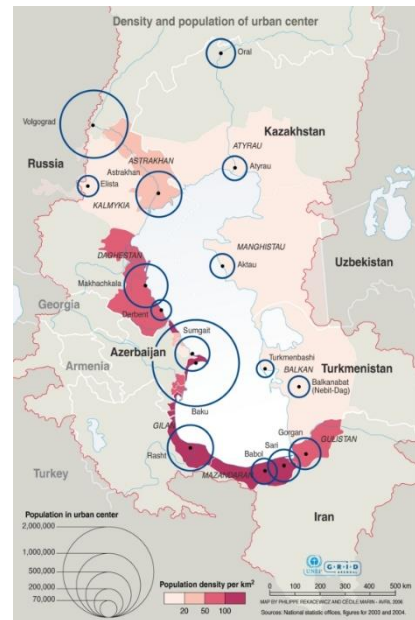 Density and population of urban center
Oral
Volgograd
Kazakhstan
ATYRAU
ASTRAKHAN
Russia
Astrakhan
Atyrau
Elista
KALMYKIA
MANGHISTAU
DAGHESTAN
Uzbekistan
Aktau
Makhachkala
Georgia
Derbent
Sumgait
Azerbaijan
Turkmenbashi
Turkmenistan
Armenia
BALKAN
Balkanabat
(Nebit-Dag)
Baku
GILAN
Gorgan
GULISTAN
Sari
Rasht
Babol
MAZANDARAN
Turkey
Iran
Population in urban center
2,000,000
1,000,000
500,000
200,000
70,000
Population density per km2
20 50 100
UNEP
GRID
Arendal
0 100 200 300 400 500 km
MAP BY PHILIPPE REKACEWICZ AND CÉCILE MARIN - AVRIL 2006
Sources: National statistic offices, figures for 2003 and 2004.